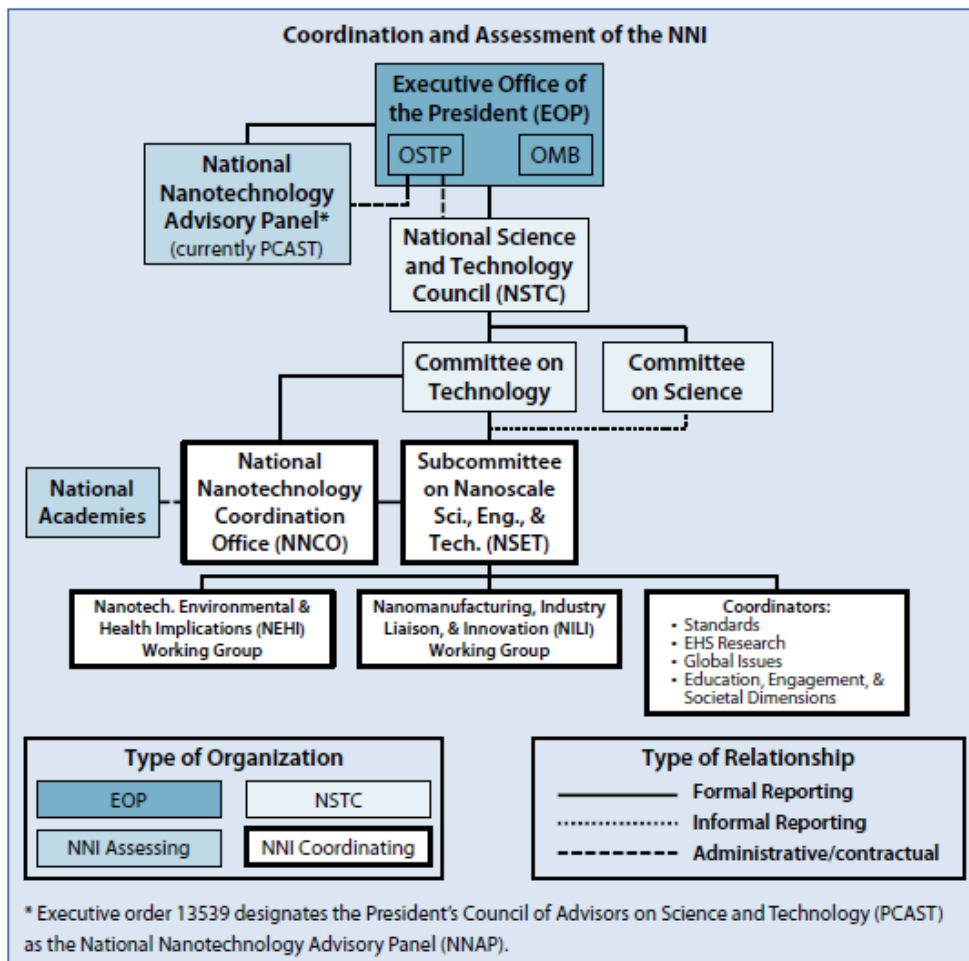 Coordination and Assessment of the NNI
Executive Office of
the President (EOP)
OSTP
OMB
National
Nanotechnology
Advisory Panel*
(currently PCAST)
National Science
and Technology
Council (NSTC)
Committee on
Technology
Committee
on Science
National
Academies
National
Nanotechnology
Coordination
Office (NNCO)
Subcommittee
on Nanoscale
Sci., Eng., &
Tech. (NSET)
Nanotech. Environmental &
Health Implications (NEHI)
Working Group
Nanomanufacturing, Industry
Liaison, & Innovation (NILI)
Working Group
Coordinators:
• Standards
• EHS Research
• Global Issues
• Education, Engagement, &
Societal Dimensions
Type of Organization
EOP
NSTC
NNI Assessing
NNI Coordinating
Type of Relationship
Formal Reporting
Informal Reporting
Administrative/contractual
* Executive order 13539 designates the President's Council of Advisors on Science and Technology (PCAST)
as the National Nanotechnology Advisory Panel (NNAP).